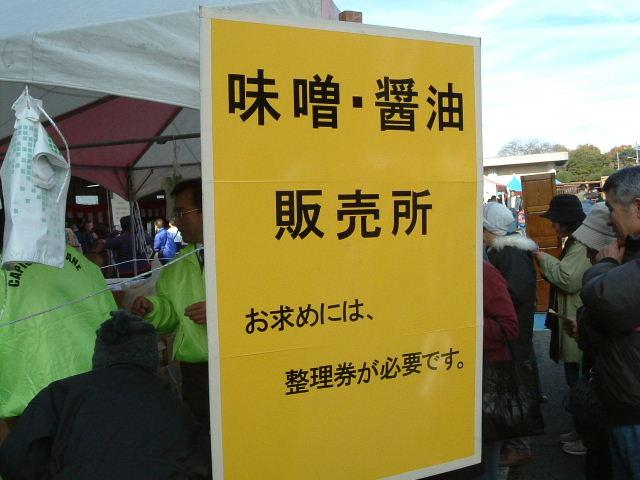 味噌・醤油
販売所
お求めには、
整理券が必要です。